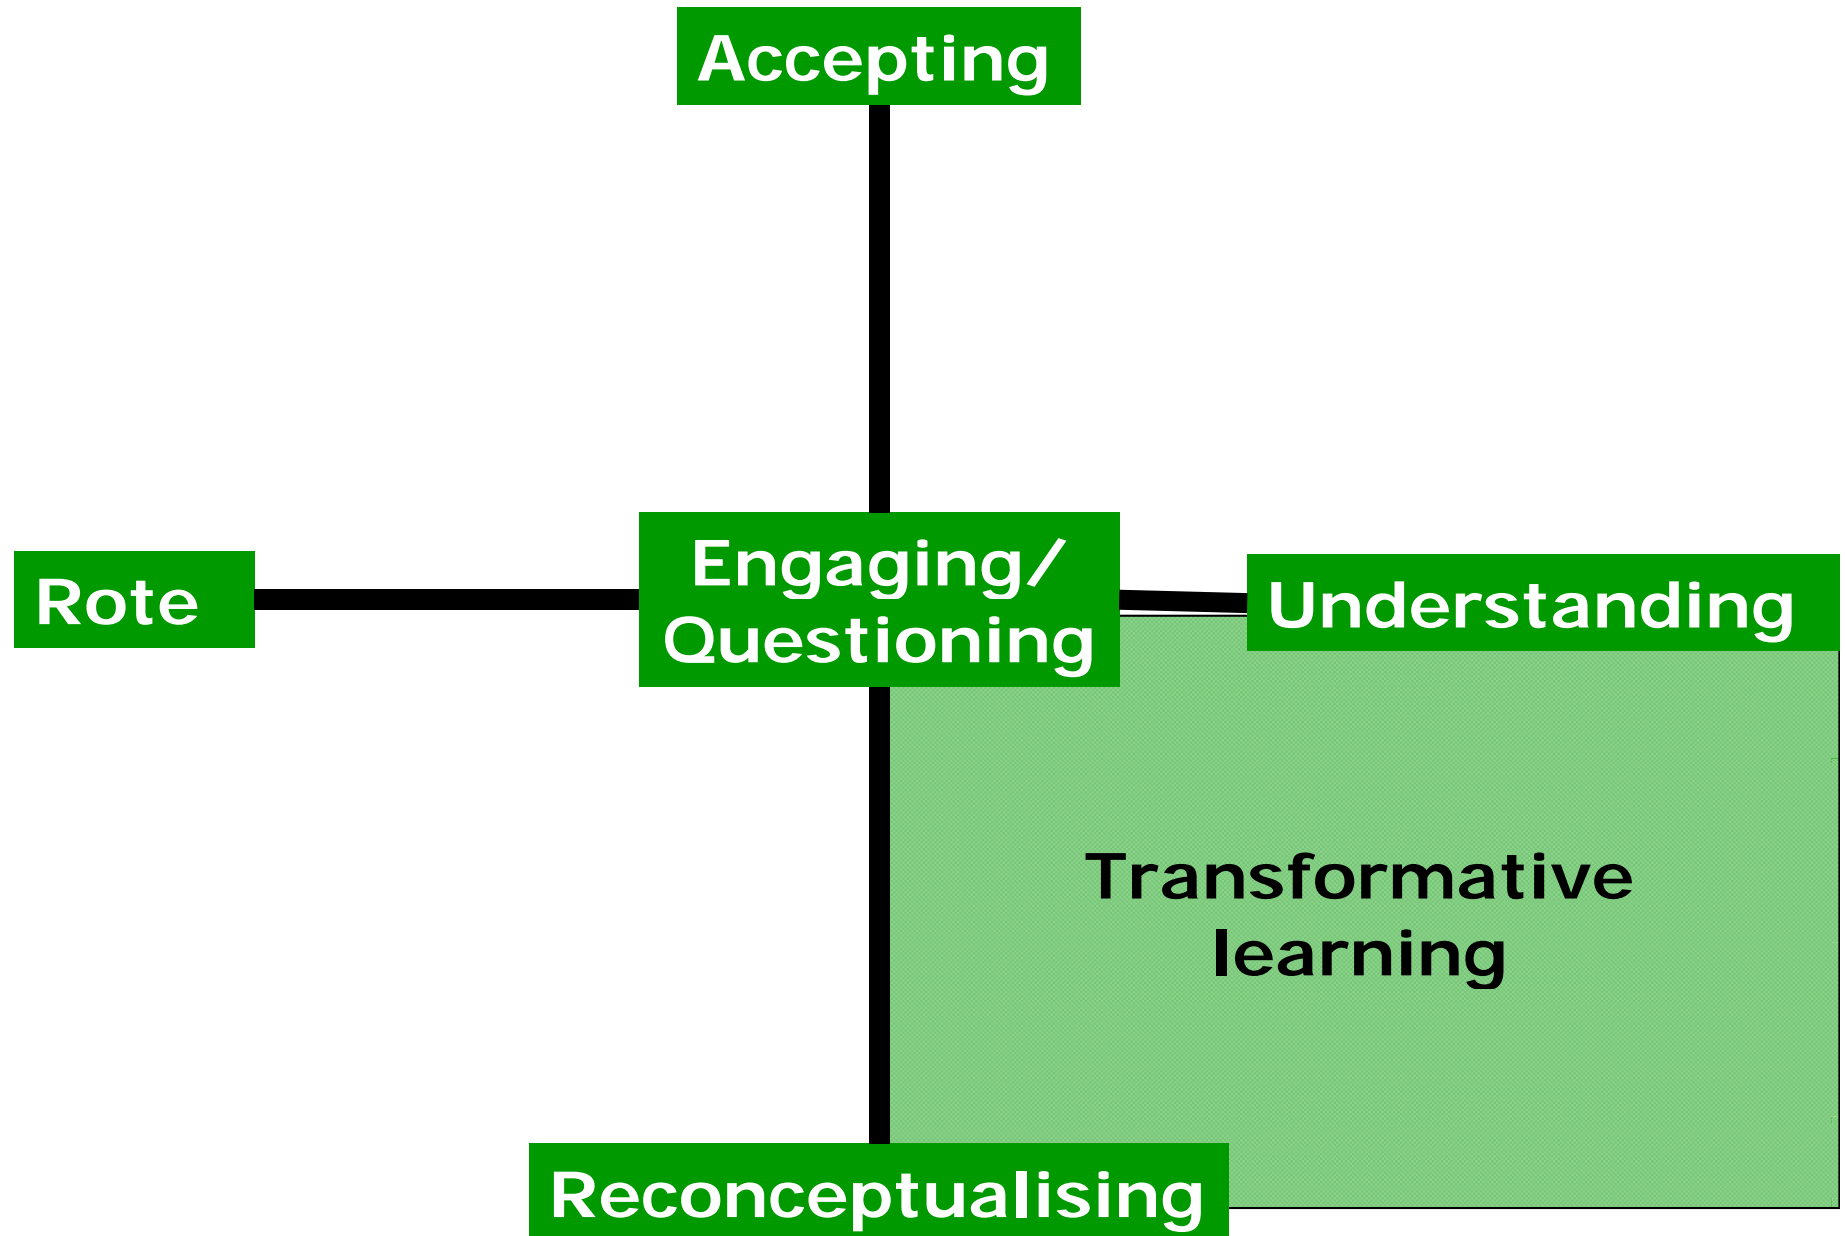 Accepting
Engaging/
Questioning
Rote
Understanding
Transformative
learning
Reconceptualising